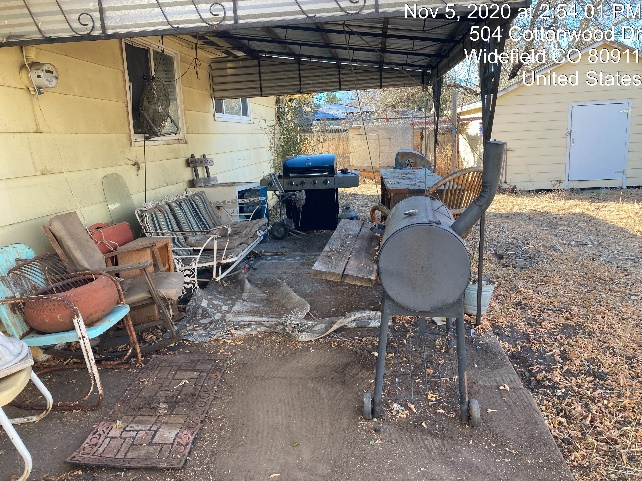 Nov 5, 2020 at 2:54:01 PM
504 Cottonwood Dr
Widefield CO 80911
United States